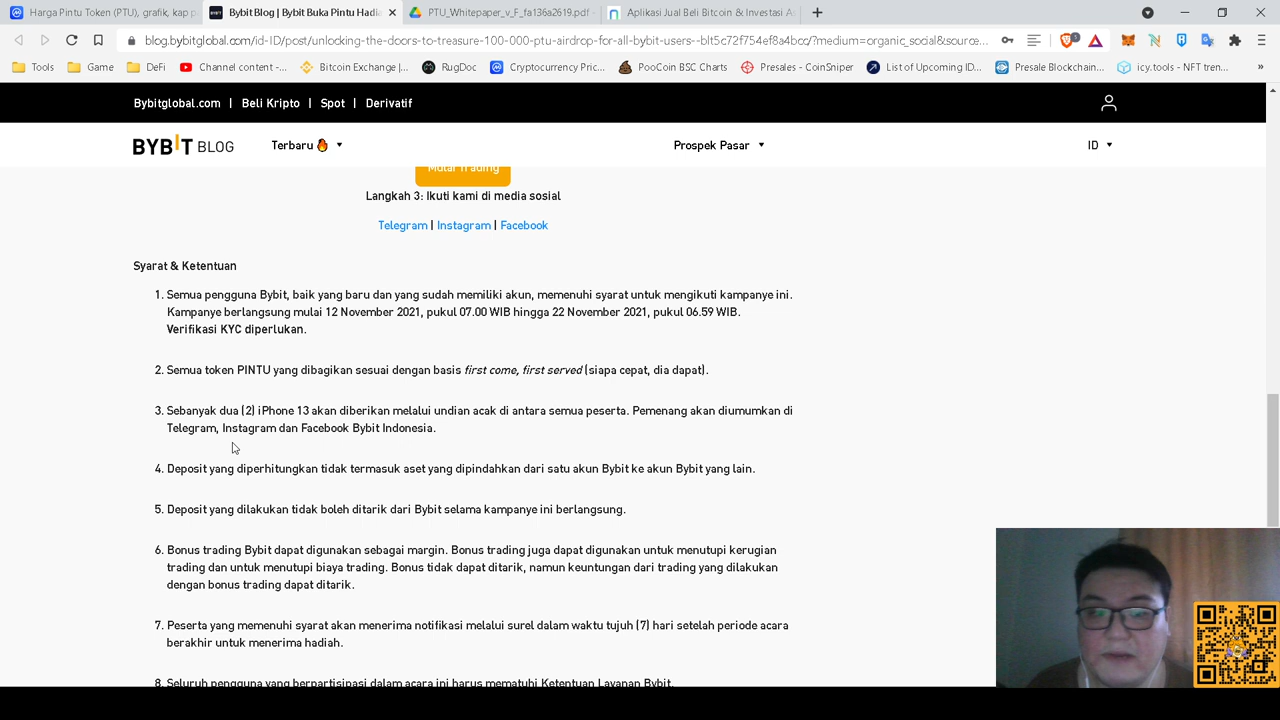 Harga Pintu Token (PTU), grafik, kap p
BYBIT Bybit Blog | Bybit Buka Pintu Hadia
PTU_Whitepaper_v_F_fa136a2619.pdf -
Aplikasi Jual Beli Bitcoin & Investasi As
blog.bybitglobal.com/id-ID/post/unlocking-the-doors-to-treasure-100-000-ptu-airdrop-for-all-bybit-users--blt5c72f754ef8a4bcc/?medium=organic_social&source...
Tools Game DeFi Channel content -... Bitcoin Exchange |... RugDoc Cryptocurrency Pric... PooCoin BSC Charts Presales - CoinSniper List of Upcoming ID... Presale Blockchain... icy.tools - NFT tren... »
Bybitglobal.com | Beli Kripto | Spot | Derivatif
BYBIT BLOG Terbaru Prospek Pasar ID
Mulai Trading
Langkah 3: Ikuti kami di media sosial
Telegram | Instagram | Facebook
Syarat & Ketentuan
1. Semua pengguna Bybit, baik yang baru dan yang sudah memiliki akun, memenuhi syarat untuk mengikuti kampanye ini.
Kampanye berlangsung mulai 12 November 2021, pukul 07.00 WIB hingga 22 November 2021, pukul 06.59 WIB.
Verifikasi KYC diperlukan.
2. Semua token PINTU yang dibagikan sesuai dengan basis first come, first served (siapa cepat, dia dapat).
3. Sebanyak dua (2) iPhone 13 akan diberikan melalui undian acak di antara semua peserta. Pemenang akan diumumkan di
Telegram, Instagram dan Facebook Bybit Indonesia.
4. Deposit yang diperhitungkan tidak termasuk aset yang dipindahkan dari satu akun Bybit ke akun Bybit yang lain.
5. Deposit yang dilakukan tidak boleh ditarik dari Bybit selama kampanye ini berlangsung.
6. Bonus trading Bybit dapat digunakan sebagai margin. Bonus trading juga dapat digunakan untuk menutupi kerugian
trading dan untuk menutupi biaya trading. Bonus tidak dapat ditarik, namun keuntungan dari trading yang dilakukan
dengan bonus trading dapat ditarik.
7. Peserta yang memenuhi syarat akan menerima notifikasi melalui surel dalam waktu tujuh (7) hari setelah periode acara
berakhir untuk menerima hadiah.
8. Seluruh pengguna yang berpartisipasi dalam acara ini harus mematuhi Ketentuan Layanan Bybit.